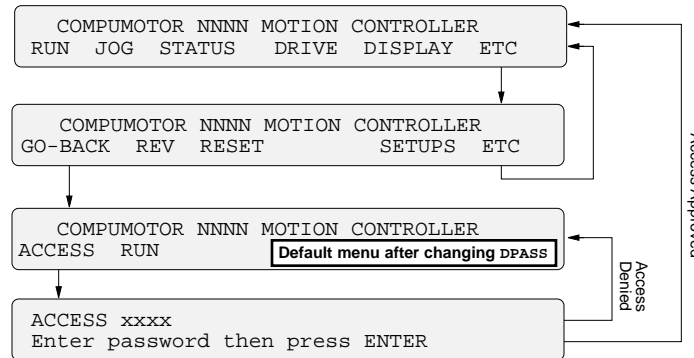 COMPUMOTOR NNNN MOTION CONTROLLER
RUN JOG STATUS DRIVE DISPLAY ETC
COMPUMOTOR NNNN MOTION CONTROLLER
GO-BACK REV RESET SETUPS ETC
COMPUMOTOR NNNN MOTION CONTROLLER
ACCESS RUN
Default menu after changing DPASS
ACCESS xxxx
Enter password then press ENTER
Access
Denied
Access Approved